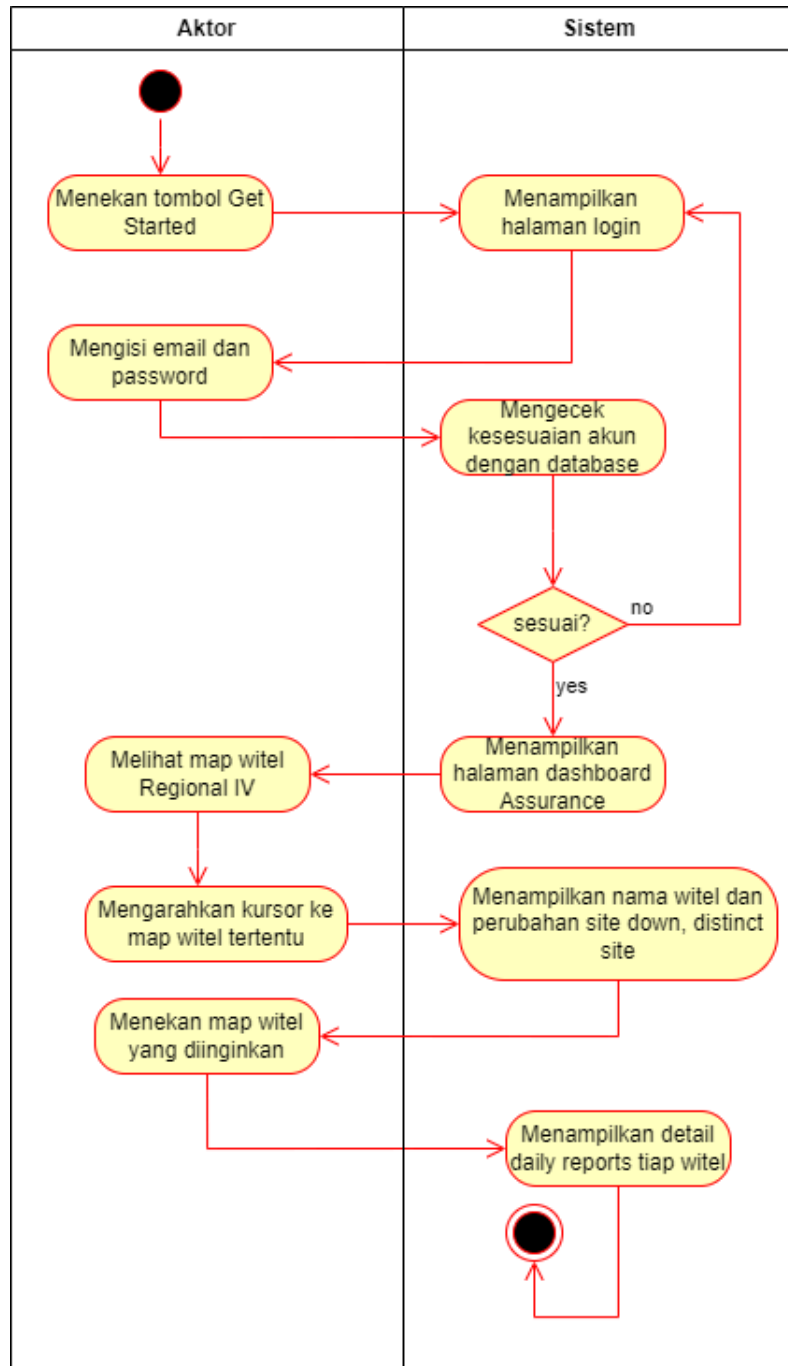 Aktor
Sistem
Menekan tombol Get
Started
Menampilkan
halaman login
Mengisi email dan
password
Mengecek
kesesuaian akun
dengan database
sesuai?
no
yes
Menampilkan
halaman dashboard
Assurance
Melihat map witel
Regional IV
Mengarahkan kursor ke
map witel tertentu
Menampilkan nama witel dan
perubahan site down, distinct
site
Menekan map witel
yang diinginkan
Menampilkan detail
daily reports tiap witel